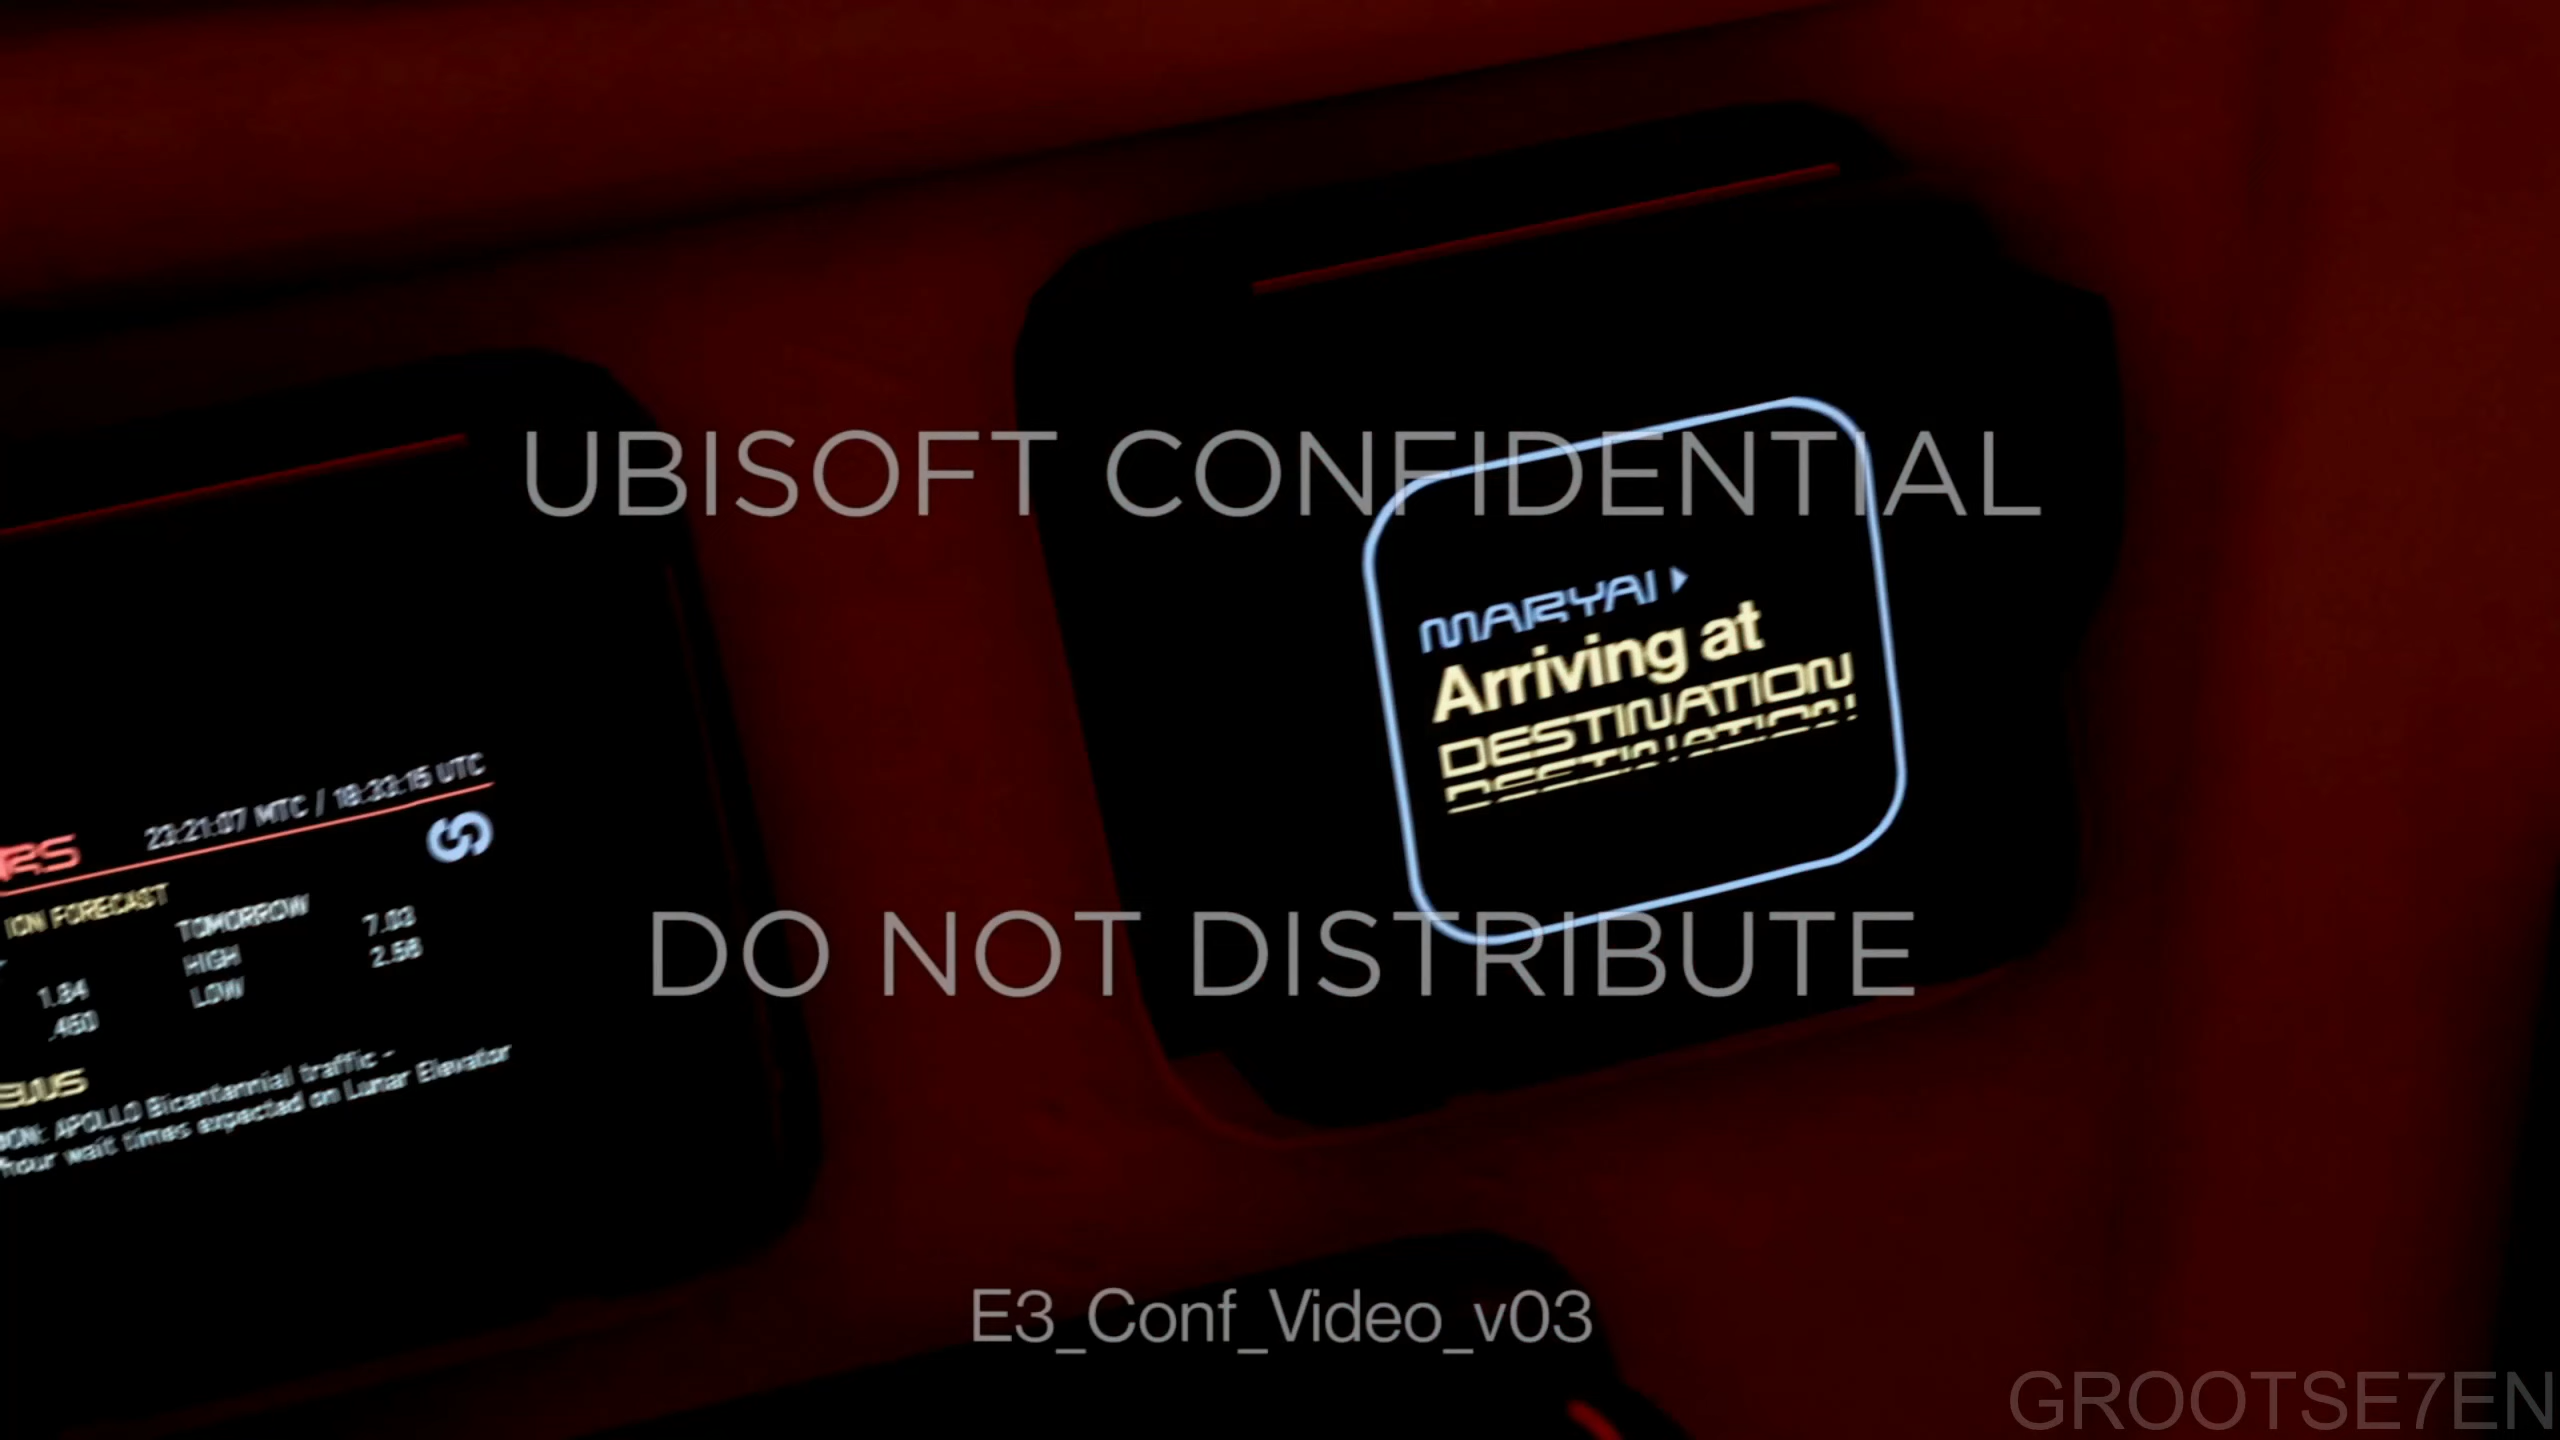 UBISOFT CONFIDENTIAL
MARYAI
Arriving at
DESTINATION
DESTINATION
23:21:07 MTC / 18:33:15 UTC
RS
ION FORECAST
TOMORROW 7.03
HIGH 2.58
1.84 LOW
.460
APOLLO Bicentennial traffic -
hour wait times expected on Lunar Elevator
DO NOT DISTRIBUTE
E3_Conf_Video_v03
GROOTSE7EN